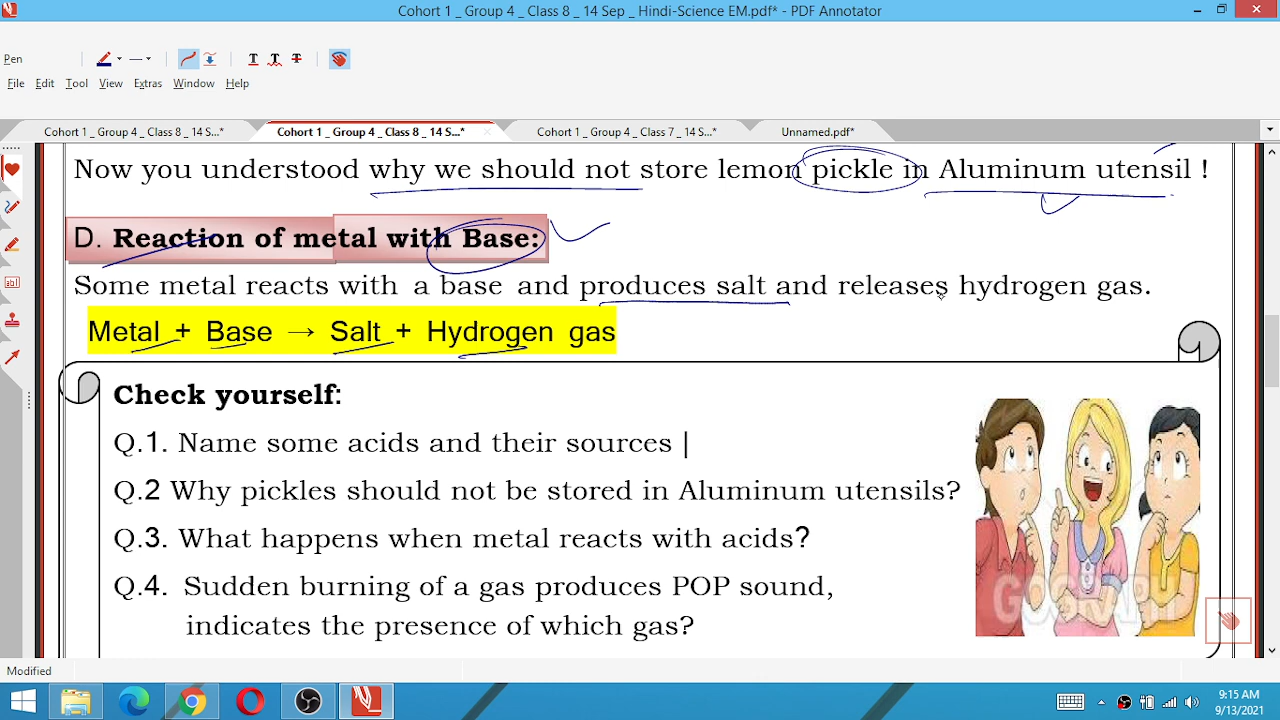 Cohort 1 _ Group 4 _ Class 8 _ 14 Sep _ Hindi-Science EM.pdf* - PDF Annotator
Pen
T T T
File Edit Tool View Extras Window Help
Cohort 1 _ Group 4 _ Class 8 _ 14 S...* Cohort 1 _ Group 4 _ Class 8 _ 14 S...* Cohort 1 _ Group 4 _ Class 7 _ 14 S...* Unnamed.pdf*
Now you understood why we should not store lemon pickle in Aluminum utensil !
D. Reaction of metal with Base:
Some metal reacts with a base and produces salt and releases hydrogen gas.
Metal + Base → Salt + Hydrogen gas
Check yourself:
Q.1. Name some acids and their sources |
Q.2 Why pickles should not be stored in Aluminum utensils?
Q.3. What happens when metal reacts with acids?
Q.4. Sudden burning of a gas produces POP sound,
indicates the presence of which gas?
GOGRAPH
Modified
9:15 AM
9/13/2021